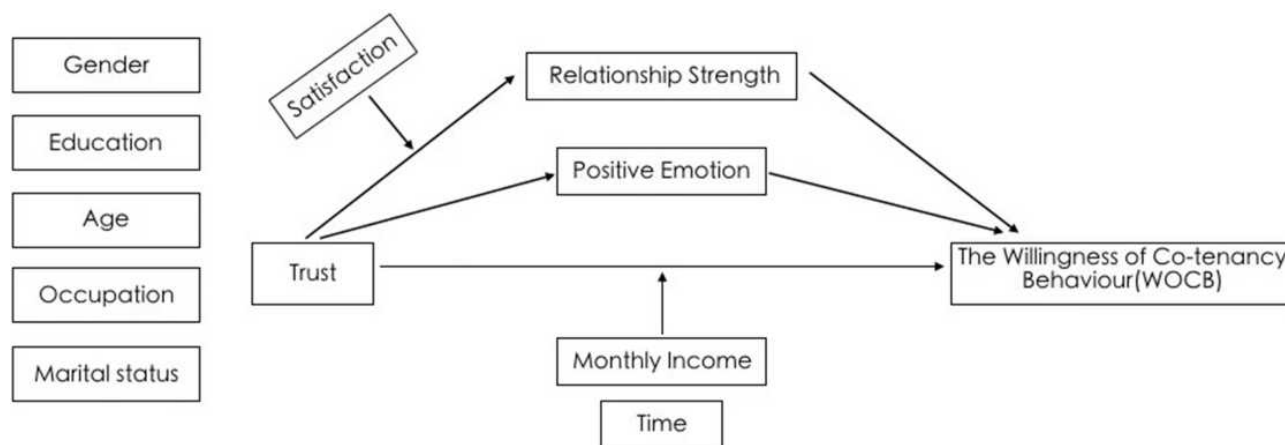 Gender
Education
Age
Occupation
Marital status
Satisfaction
Relationship Strength
Positive Emotion
Trust
The Willingness of Co-tenancy
Behaviour(WOCB)
Monthly Income
Time